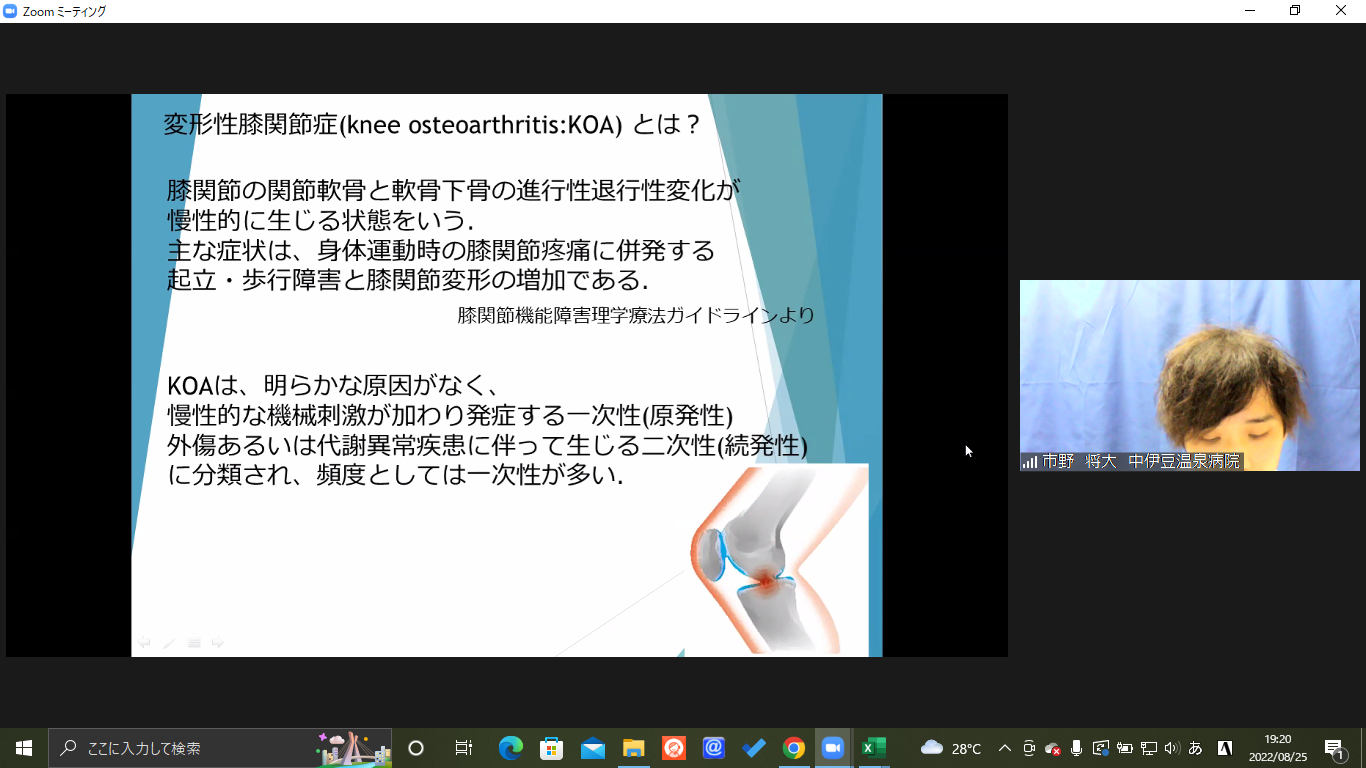 Zoom ミーティング
変形性膝関節症(knee osteoarthritis:KOA) とは？
膝関節の関節軟骨と軟骨下骨の進行性退行性変化が
慢性的に生じる状態をいう.
主な症状は、身体運動時の膝関節疼痛に併発する
起立・歩行障害と膝関節変形の増加である.
膝関節機能障害理学療法ガイドラインより
KOAは、明らかな原因がなく、
慢性的な機械刺激が加わり発症する一次性(原発性)
外傷あるいは代謝異常疾患に伴って生じる二次性(続発性)
に分類され、頻度としては一次性が多い.
市野　将大　中伊豆温泉病院
ここに入力して検索
28°C
あ
A
19:20
2022/08/25
1